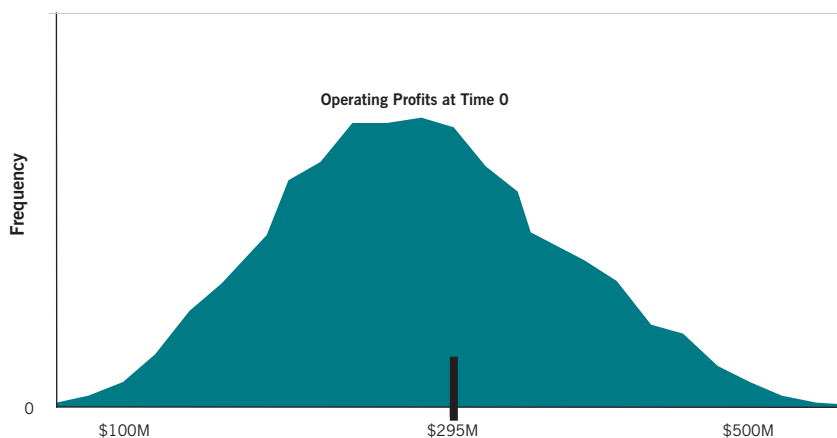 Operating Profits at Time 0
Frequency
0
$100M
$295M
$500M